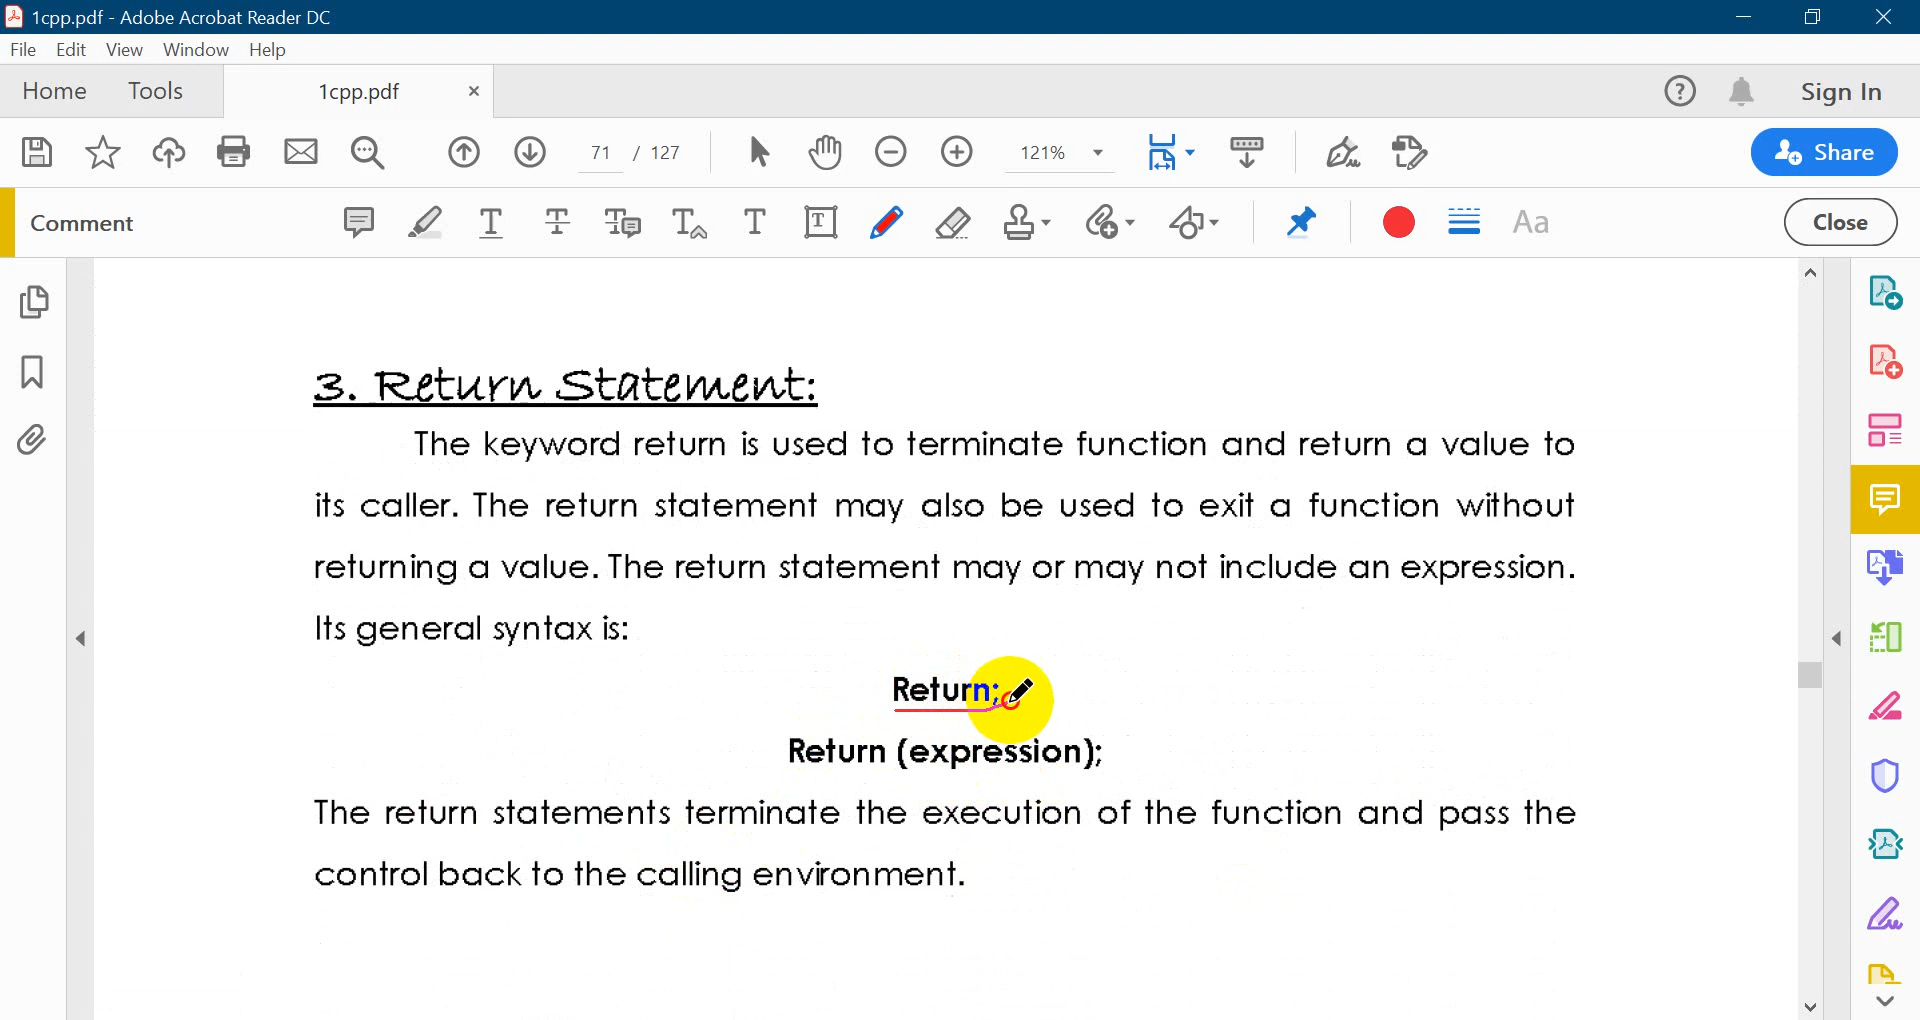 1cpp.pdf - Adobe Acrobat Reader DC
File Edit View Window Help
Home Tools 1cpp.pdf × ? Sign In
71 / 127 121% Share
Comment T T T T T T Aa Close
3. Return Statement:
The keyword return is used to terminate function and return a value to
its caller. The return statement may also be used to exit a function without
returning a value. The return statement may or may not include an expression.
Its general syntax is:
Return;
Return (expression);
The return statements terminate the execution of the function and pass the
control back to the calling environment.